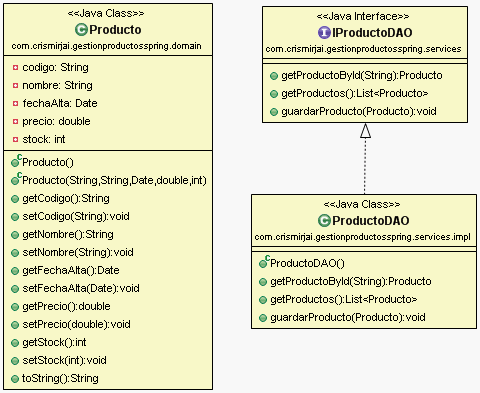 <<Java Class>>
Producto
com.crismirjai.gestionproductosspring.domain
codigo: String
nombre: String
fechaAlta: Date
precio: double
stock: int
Producto()
Producto(String,String,Date,double,int)
getCodigo():String
setCodigo(String):void
getNombre():String
setNombre(String):void
getFechaAlta():Date
setFechaAlta(Date):void
getPrecio():double
setPrecio(double):void
getStock():int
setStock(int):void
toString():String
<<Java Interface>>
IProductoDAO
com.crismirjai.gestionproductosspring.services
getProductoById(String):Producto
getProductos():List<Producto>
guardarProducto(Producto):void
<<Java Class>>
ProductoDAO
com.crismirjai.gestionproductosspring.services.impl
ProductoDAO()
getProductoById(String):Producto
getProductos():List<Producto>
guardarProducto(Producto):void